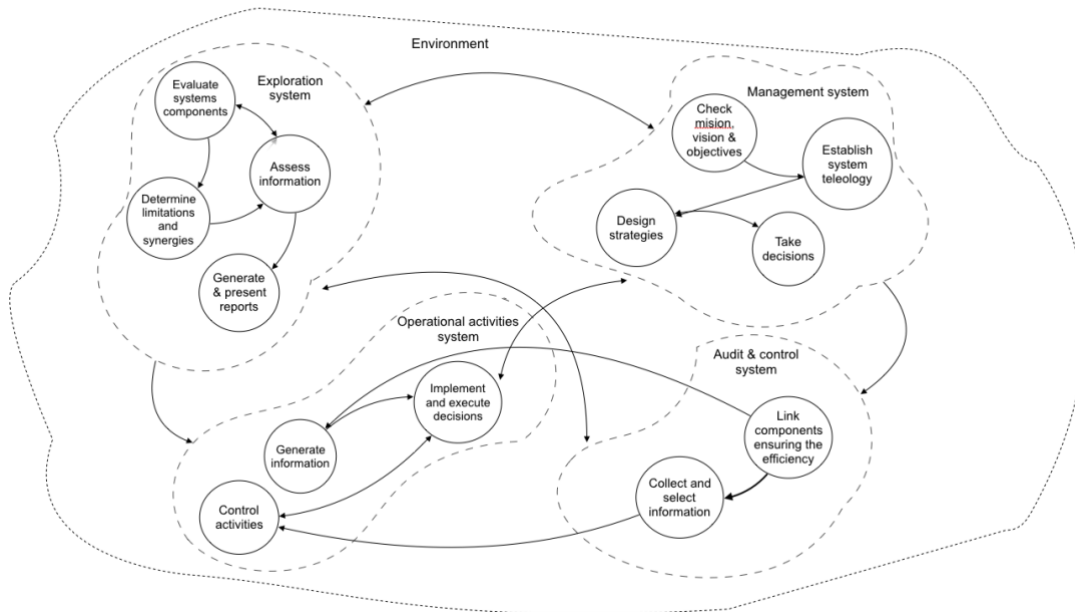 Environment
Exploration
system
Evaluate
systems
components
Assess
information
Determine
limitations
and
synergies
Generate
& present
reports
Management system
Check
mision,
vision &
objectives
Establish
system
teleology
Design
strategies
Take
decisions
Operational activities
system
Implement
and execute
decisions
Generate
information
Control
activities
Audit & control
system
Link
components
ensuring the
efficiency
Collect and
select
information